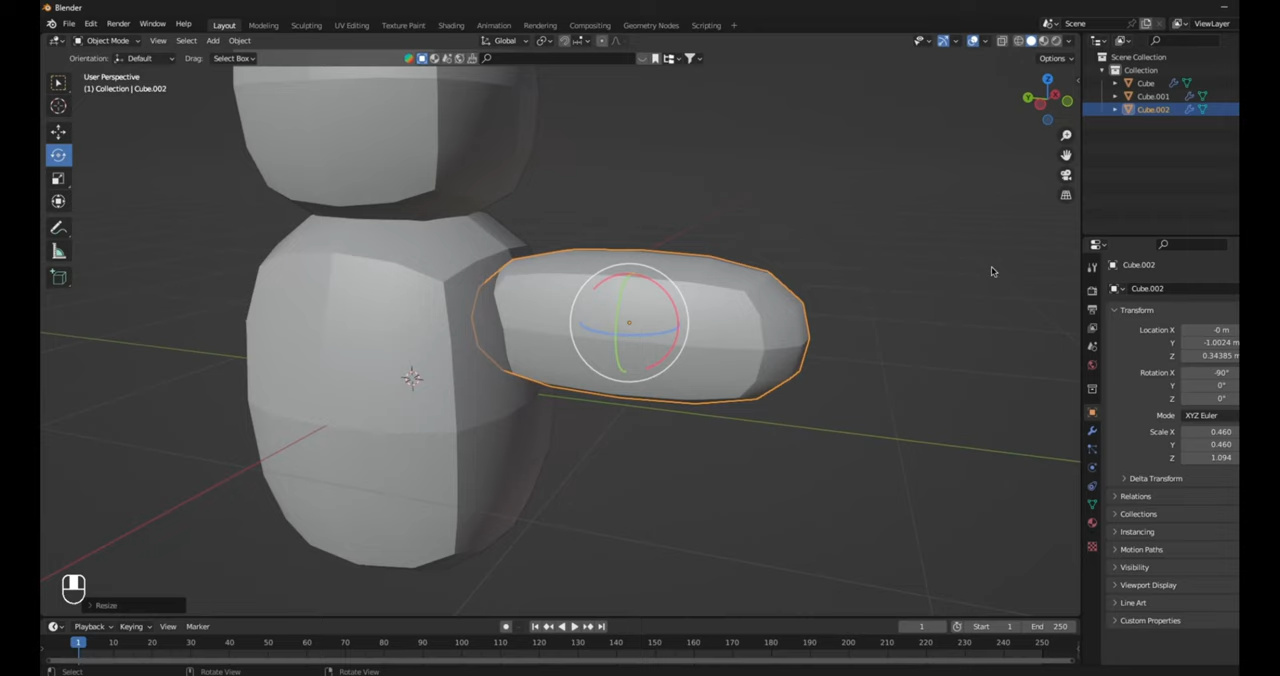 Blender
File Edit Render Window Help Layout Modeling Sculpting UV Editing Texture Paint Shading Animation Rendering Compositing Geometry Nodes Scripting + Scene ViewLayer
Object Mode View Select Add Object Global
Orientation: Default Drag: Select Box Options
User Perspective
(1) Collection | Cube.002
Scene Collection
Collection
Cube
Cube.001
Cube.002
Z
Y
X
Cube.002
Cube.002
Transform
Location X -0 m
Y -1.0024 m
Z 0.34385 m
Rotation X -90°
Y 0°
Z 0°
Mode XYZ Euler
Scale X 0.460
Y 0.460
Z 1.094
Delta Transform
Relations
Collections
Instancing
Motion Paths
Visibility
Viewport Display
Line Art
Custom Properties
Resize
Playback Keying View Marker 1 Start 1 End 250
1 10 20 30 40 50 60 70 80 90 100 110 120 130 140 150 160 170 180 190 200 210 220 230 240 250
Select Rotate View Rotate View